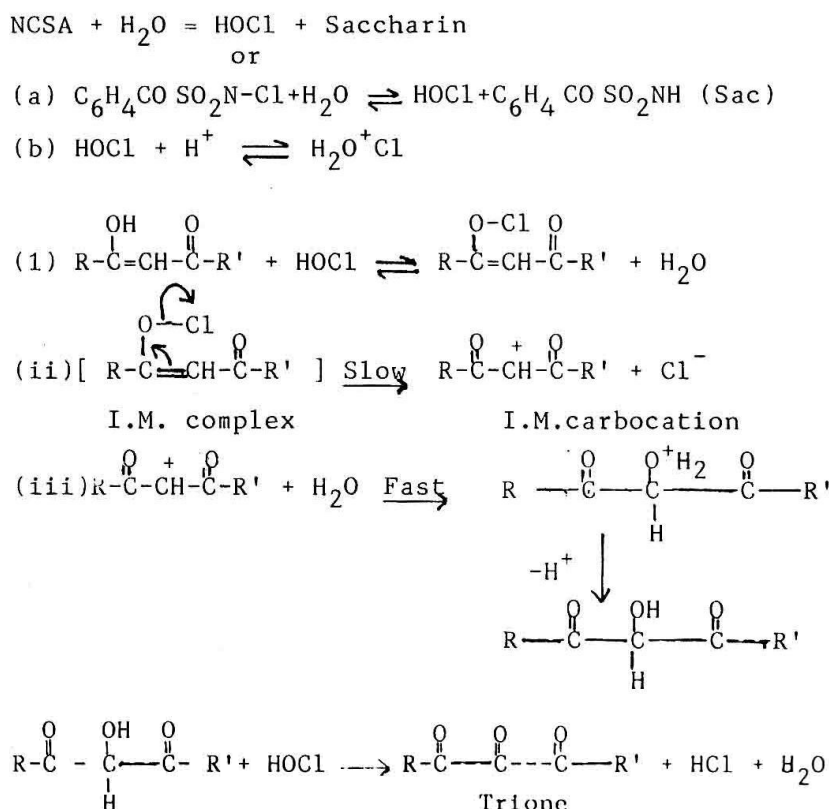 NCSA + H₂O = HOCl + Saccharin
or
(a) C₆H₄CO SO₂N-Cl+H₂O ⇌ HOCl+C₆H₄ CO SO₂NH (Sac)
(b) HOCl + H⁺ ⇌ H₂O⁺Cl
OH O O-Cl O
(1) R-C=CH-C-R' + HOCl ⇌ R-C=CH-C-R' + H₂O
O-Cl
O O + O
(ii)[ R-C=CH-C-R' ] Slow → R-C-CH-C-R' + Cl⁻
I.M. complex I.M.carbocation
O + O O O⁺H₂ O
(iii)R-C-CH-C-R' + H₂O Fast → R-C-C-C-R'
H
-H⁺
O OH O
R-C-C-C-R'
H
O OH O O O O
R-C-C-C-R'+ HOCl → R-C-C-C-R' + HCl + H₂O
H Trione